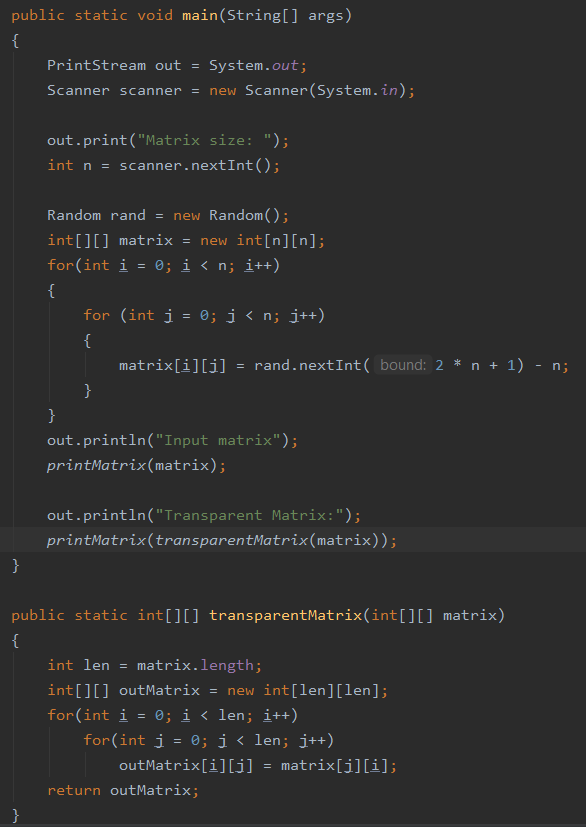 public static void main(String[] args)
{
    PrintStream out = System.out;
    Scanner scanner = new Scanner(System.in);

    out.print("Matrix size: ");
    int n = scanner.nextInt();

    Random rand = new Random();
    int[][] matrix = new int[n][n];
    for(int i = 0; i < n; i++)
    {
        for (int j = 0; j < n; j++)
        {
            matrix[i][j] = rand.nextInt( bound: 2 * n + 1) - n;
        }
    }
    out.println("Input matrix");
    printMatrix(matrix);

    out.println("Transparent Matrix:");
    printMatrix(transparentMatrix(matrix));
}

public static int[][] transparentMatrix(int[][] matrix)
{
    int len = matrix.length;
    int[][] outMatrix = new int[len][len];
    for(int i = 0; i < len; i++)
        for(int j = 0; j < len; j++)
            outMatrix[i][j] = matrix[j][i];
    return outMatrix;
}